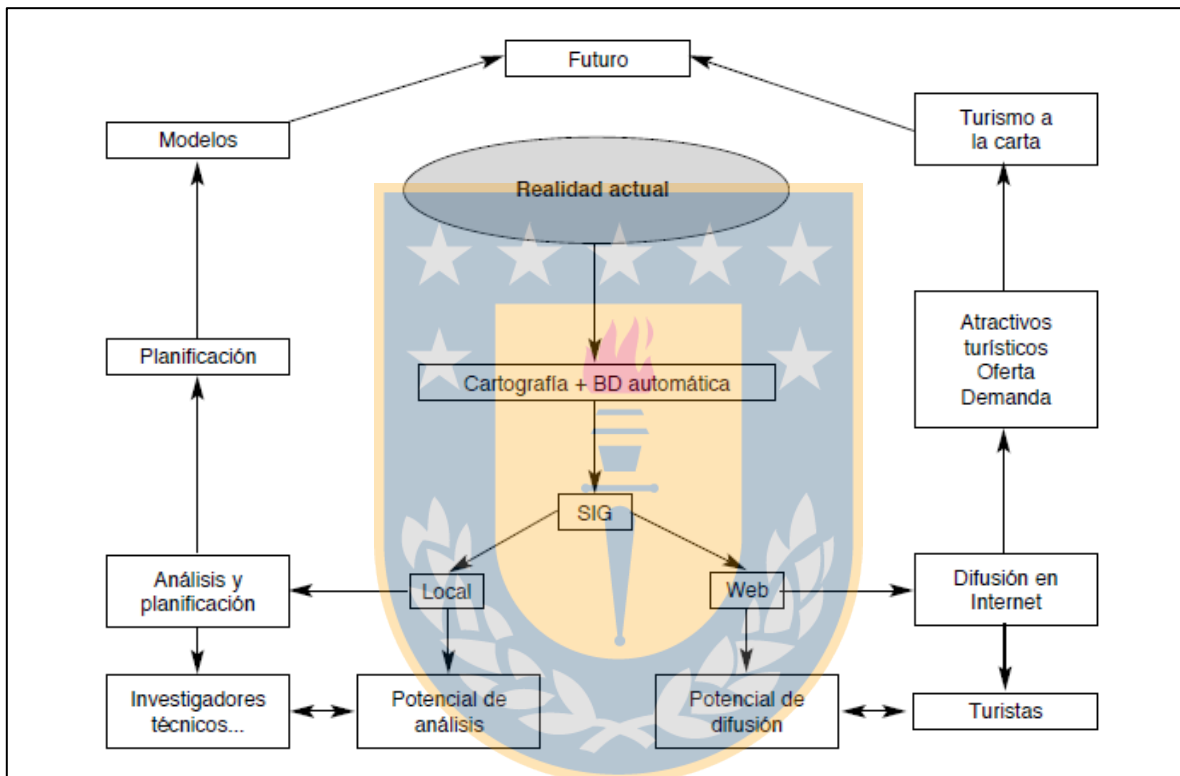 Futuro
Modelos
Turismo a
la carta
Realidad actual
Planificación
Cartografía + BD automática
Atractivos
turísticos
Oferta
Demanda
SIG
Análisis y
planificación
Local
Web
Difusión en
Internet
Investigadores
técnicos...
Potencial de
análisis
Potencial de
difusión
Turistas